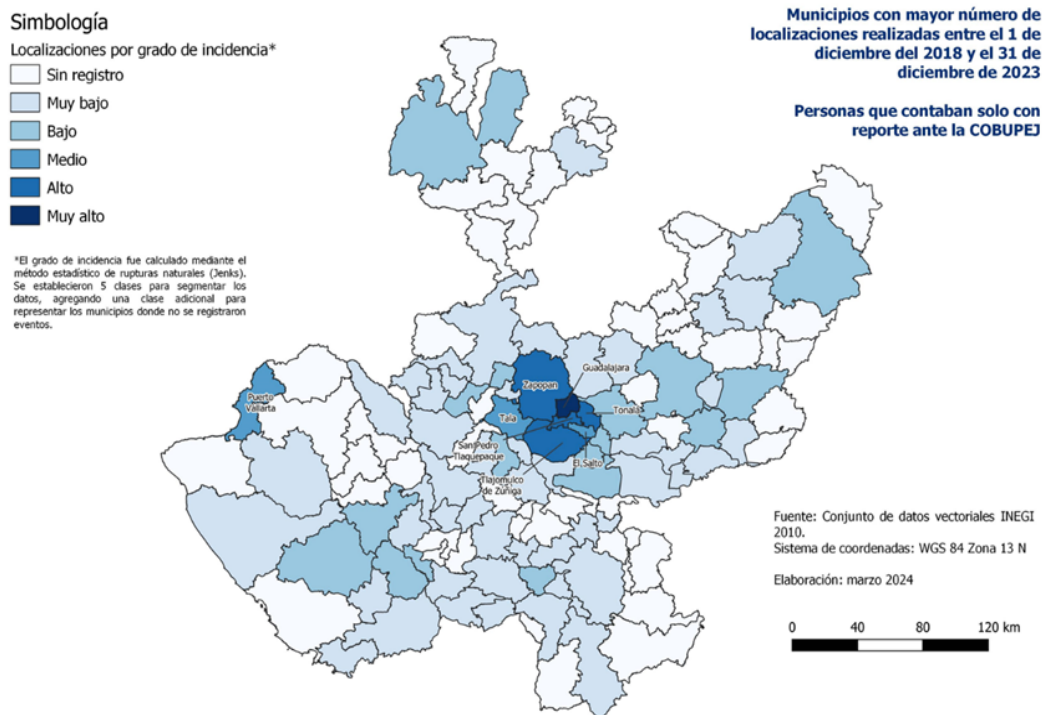 Simbología
Localizaciones por grado de incidencia*
Sin registro
Muy bajo
Bajo
Medio
Alto
Muy alto
*El grado de incidencia fue calculado mediante el
método estadístico de rupturas naturales (Jenks).
Se establecieron 5 clases para segmentar los
datos, agregando una clase adicional para
representar los municipios donde no se registraron
eventos.
Municipios con mayor número de
localizaciones realizadas entre el 1 de
diciembre del 2018 y el 31 de
diciembre de 2023
Personas que contaban solo con
reporte ante la COBUPEJ
Guadalajara
Zapopan
Puerto
Vallarta
Tala
Tonalá
San Pedro
Tlaquepaque
El Salto
Tlajomulco
de Zúñiga
Fuente: Conjunto de datos vectoriales INEGI
2010.
Sistema de coordenadas: WGS 84 Zona 13 N
Elaboración: marzo 2024
0 40 80 120 km